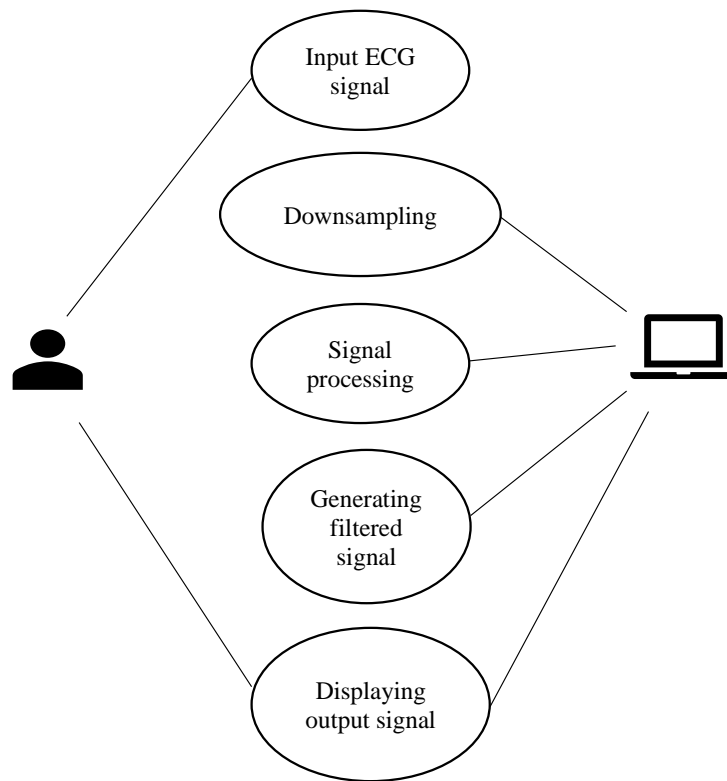 Input ECG
signal
Downsampling
Signal
processing
Generating
filtered
signal
Displaying
output signal